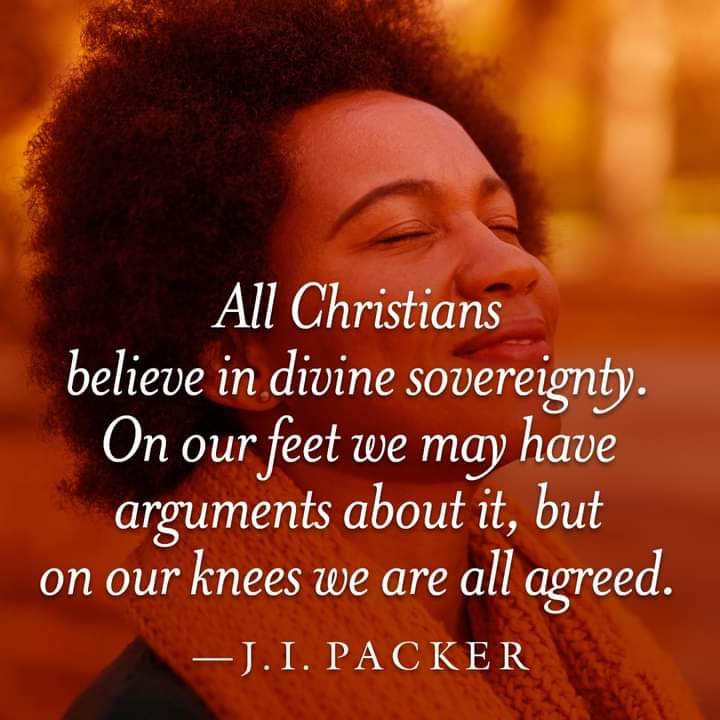 All Christians
believe in divine sovereignty.
On our feet we may have
arguments about it, but
on our knees we are all agreed.
—J.I. PACKER